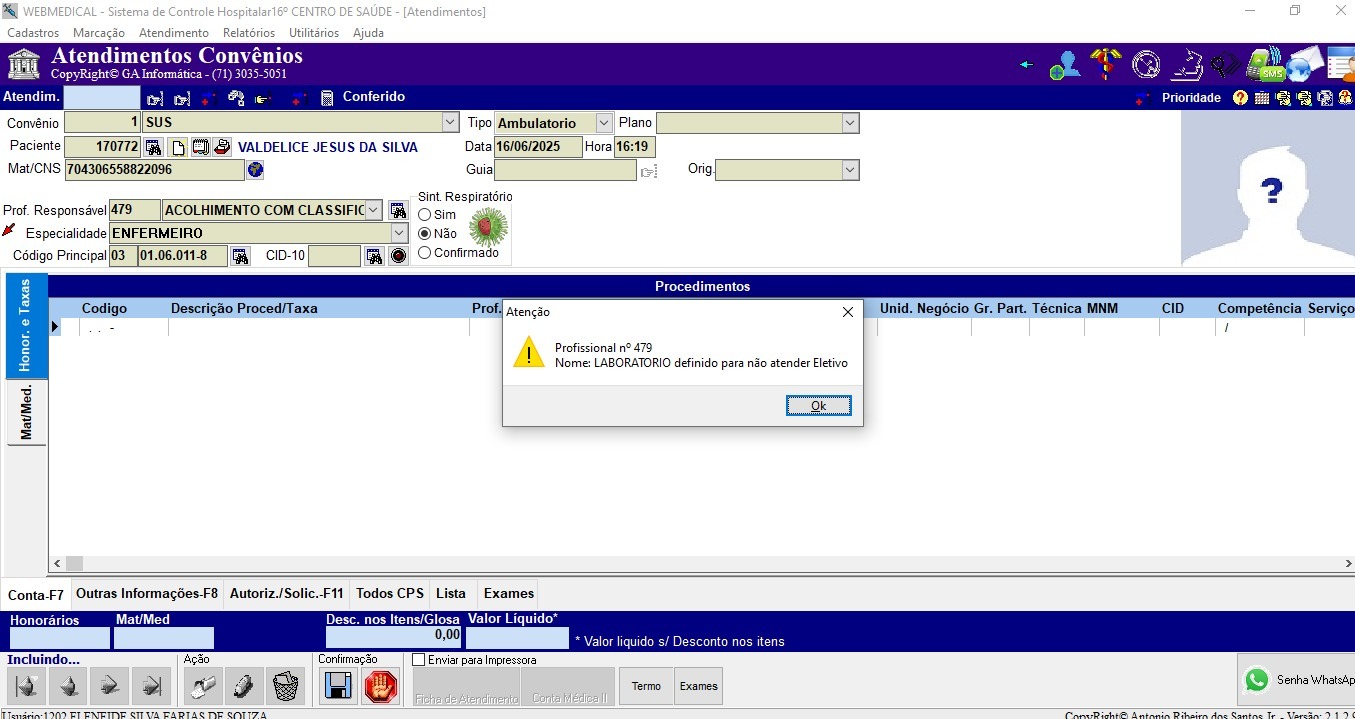 WEBMEDICAL - Sistema de Controle Hospitalar16º CENTRO DE SAÚDE - [Atendimentos]
Cadastros Marcação Atendimento Relatórios Utilitários Ajuda
Atendimentos Convênios
CopyRight© GA Informática - (71) 3035-5051
SMS
Atendim. Conferido Prioridade
Convênio 1 SUS Tipo Ambulatorio Plano
Paciente 170772 VALDELICE JESUS DA SILVA Data 16/06/2025 Hora 16:19
Mat/CNS 704306558822096 Guia Orig.
Sint. Respiratório
Prof. Responsável 479 ACOLHIMENTO COM CLASSIFIC Sim
Especialidade ENFERMEIRO Não
Código Principal 03 01.06.011-8 CID-10 Confirmado
Honor. e Taxas
Mat/Med.
Procedimentos
Codigo Descrição Proced/Taxa Prof. Unid. Negócio Gr. Part. Técnica MNM CID Competência Serviço
. . - /
Atenção
Profissional nº 479
Nome: LABORATORIO definido para não atender Eletivo
Ok
Conta-F7 Outras Informações-F8 Autoriz./Solic.-F11 Todos CPS Lista Exames
Honorários Mat/Med Desc. nos Itens/Glosa Valor Líquido*
0,00 * Valor liquido s/ Desconto nos itens
Incluindo... Ação Confirmação Enviar para Impressora
Ficha de Atendimento Conta Médica II Termo Exames Senha WhatsAp
Usuário:1202 ELENEIDE SILVA FARIAS DE SOUZA CopyRight© Antonio Ribeiro dos Santos Jr - Versão: 2.1.2.9